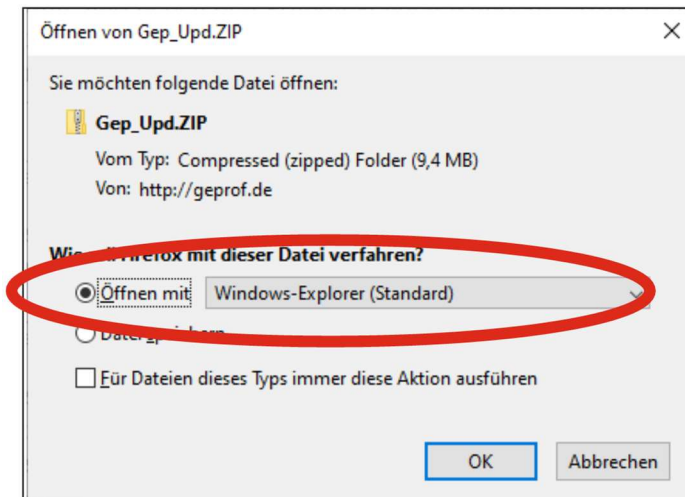 Öffnen von Gep_Upd.ZIP
Sie möchten folgende Datei öffnen:
Gep_Upd.ZIP
Vom Typ: Compressed (zipped) Folder (9,4 MB)
Von: http://geprof.de
Firefox mit dieser Datei verfahren?
Öffnen mit Windows-Explorer (Standard)
Für Dateien dieses Typs immer diese Aktion ausführen
OK Abbrechen